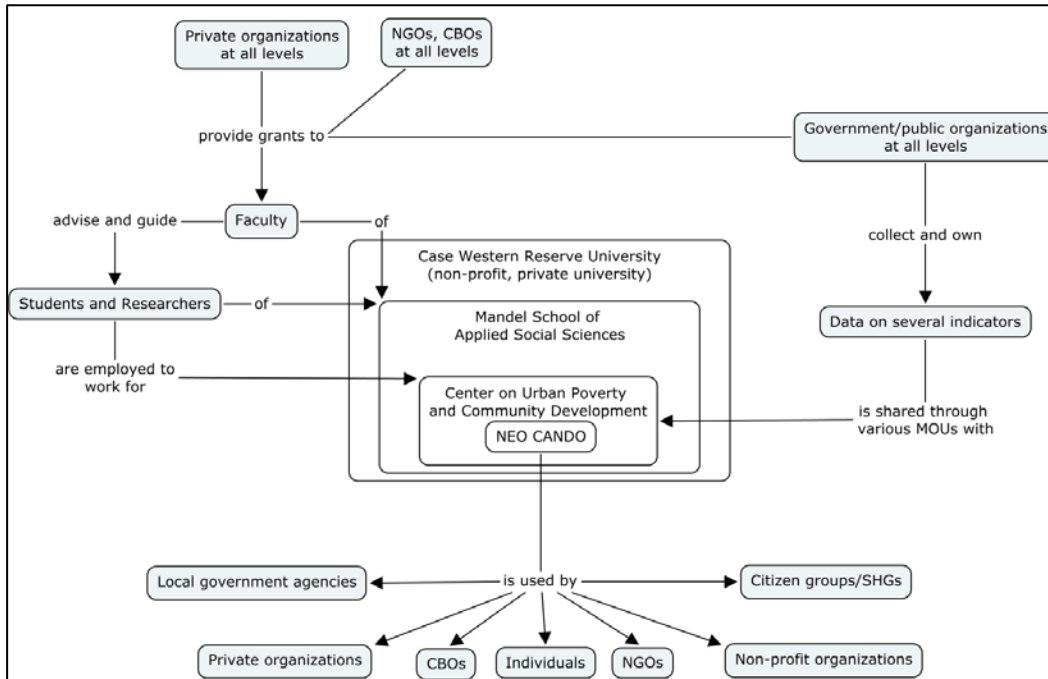 Private organizations
at all levels
NGOs, CBOs
at all levels
provide grants to
Government/public organizations
at all levels
advise and guide
Faculty
of
collect and own
Case Western Reserve University
(non-profit, private university)
Students and Researchers
of
Mandel School of
Applied Social Sciences
Data on several indicators
are employed to
work for
Center on Urban Poverty
and Community Development
NEO CANDO
is shared through
various MOUs with
Local government agencies
is used by
Citizen groups/SHGs
Private organizations
CBOs
Individuals
NGOs
Non-profit organizations